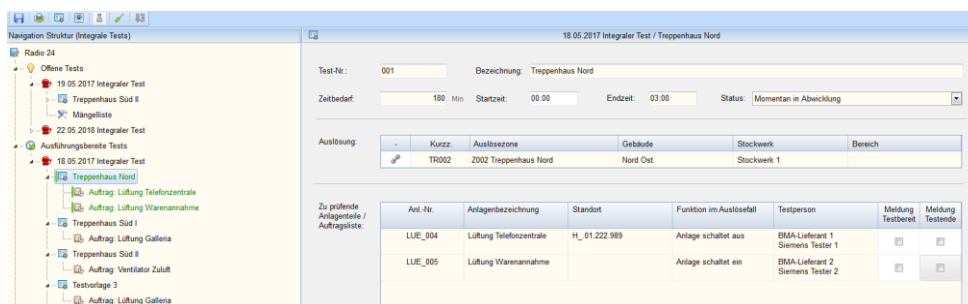 Navigation Struktur (Integrale Tests)
Radio 24
Offene Tests
19.05.2017 Integraler Test
Treppenhaus Süd II
Mängelliste
22.05.2018 Integraler Test
Ausführungsbereite Tests
18.05.2017 Integraler Test
Treppenhaus Nord
Auftrag: Lüftung Telefonzentrale
Auftrag: Lüftung Warenannahme
Treppenhaus Süd I
Auftrag: Lüftung Galleria
Treppenhaus Süd II
Auftrag: Ventilator Zuluft
Testvorlage 3
Auftrag: Lüftung Galleria
18.05.2017 Integraler Test / Treppenhaus Nord
Test-Nr.: 001 Bezeichnung: Treppenhaus Nord
Zeitbedarf: 180 Min Startzeit: 00:00 Endzeit: 03:00 Status: Momentan in Abwicklung
Auslösung: - Kurzz. Auslösezone Gebäude Stockwerk Bereich
TR002 Z002 Treppenhaus Nord Nord Ost Stockwerk 1
Zu prüfende
Anlagenteile /
Auftragsliste:
Anl.-Nr. Anlagenbezeichnung Standort Funktion im Auslösefall Testperson Meldung Testbereit Meldung Testende
LUE_004 Lüftung Telefonzentrale H_.01.222.989 Anlage schaltet aus BMA-Lieferant 1
Siemens Tester 1
LUE_005 Lüftung Warenannahme Anlage schaltet ein BMA-Lieferant 2
Siemens Tester 2